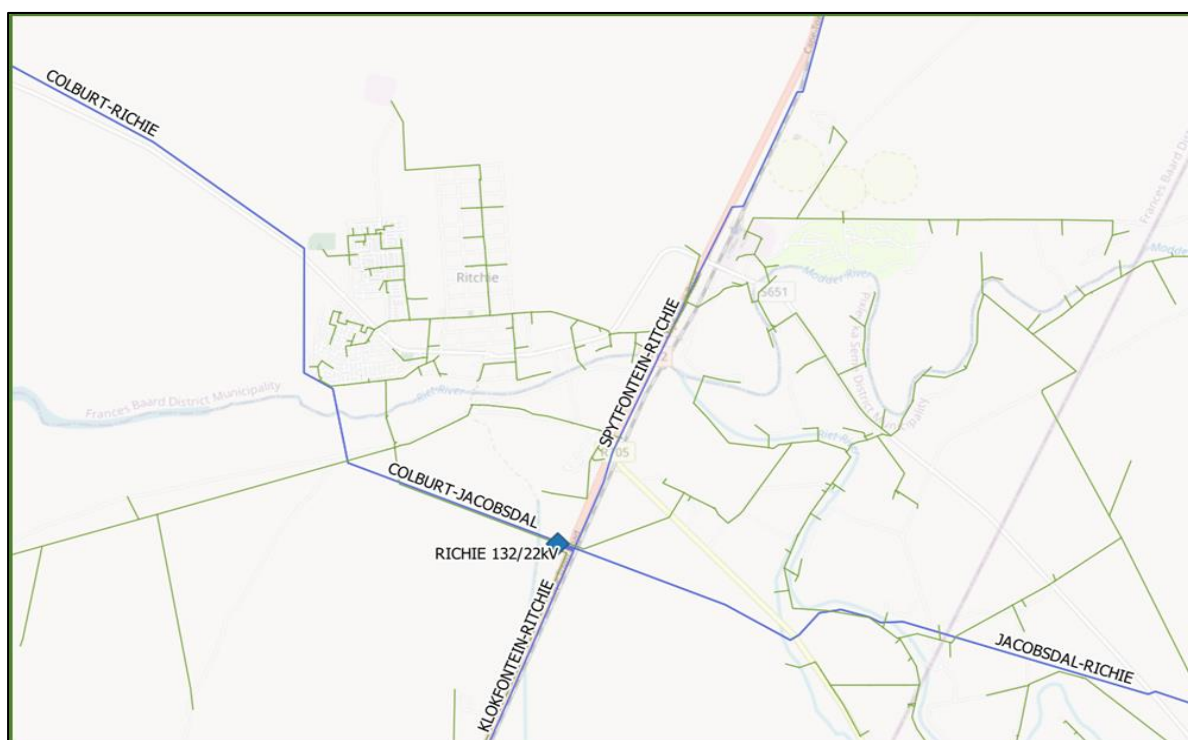 COLBURT-RICHIE
Ritchie
Modder River
S651
Frances Baard District Municipality
Riet River
SPYTFONTEIN-RITCHIE
COLBURT-JACOBSDAL
RICHIE 132/22kV
KLOKFONTEIN-RITCHIE
JACOBSDAL-RICHIE